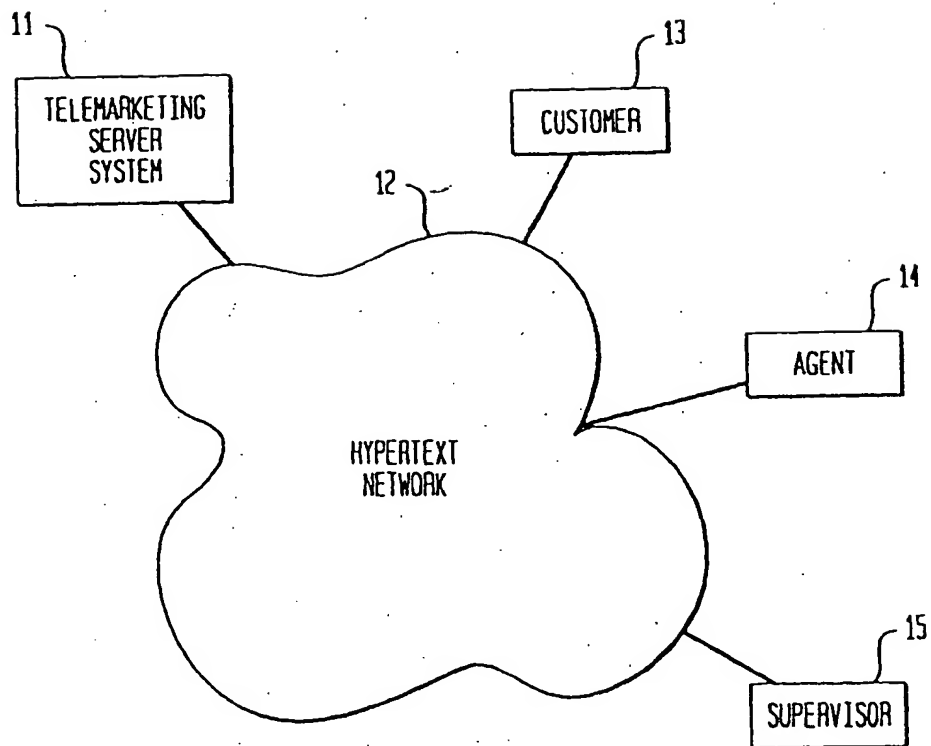 11
TELEMARKETING
SERVER
SYSTEM
13
CUSTOMER
12
14
AGENT
HYPERTEXT
NETWORK
15
SUPERVISOR